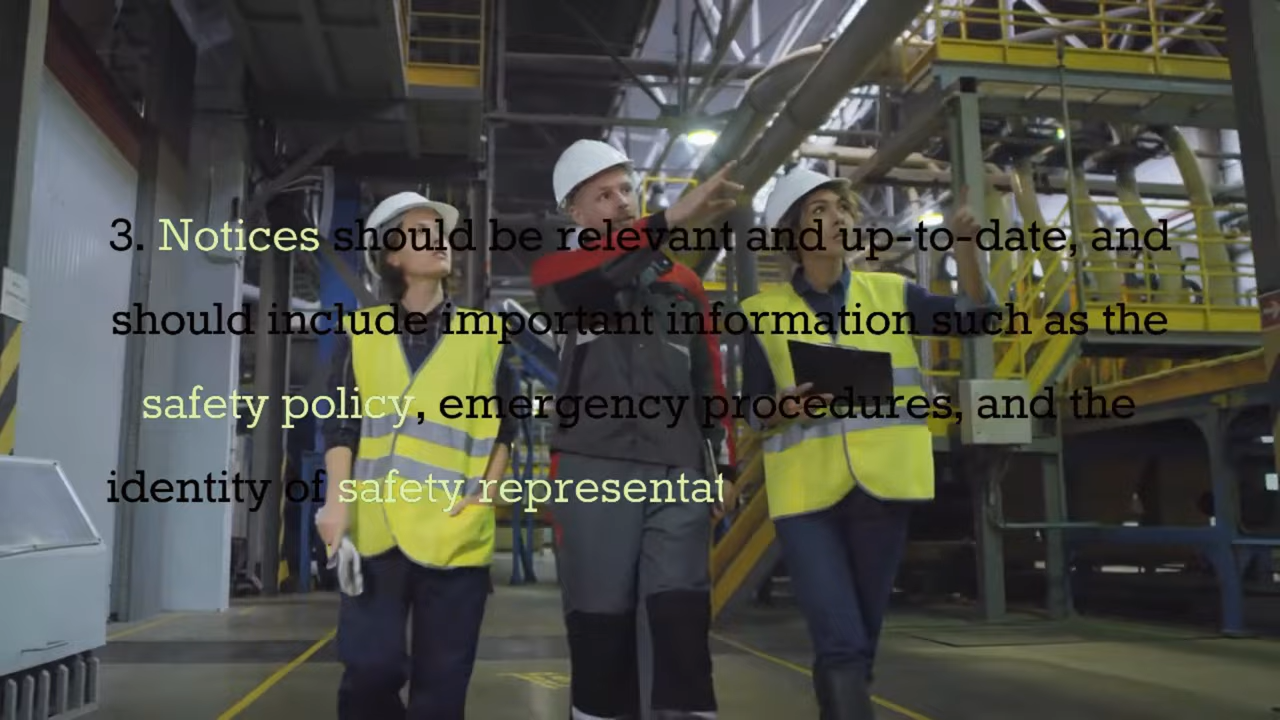 3. Notices should be relevant and up-to-date, and
should include important information such as the
safety policy, emergency procedures, and the
identity of safety representat